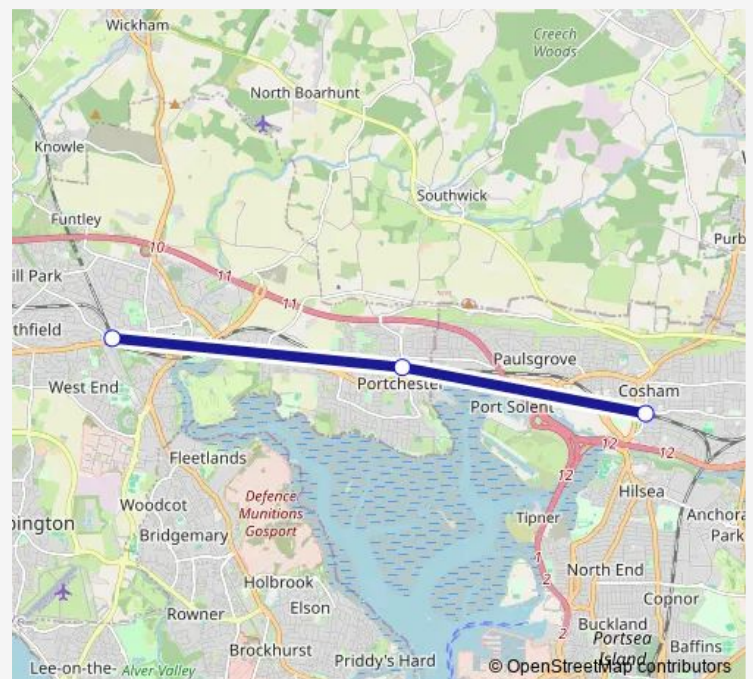 Wickham
Creech
Woods
North Boarhunt
Knowle
Southwick
Funtley
Purb
10
11
11
ill Park
thfield
Paulsgrove
West End
Portchester
Cosham
Port Solent
12
12
12
Fleetlands
Hilsea
Defence
Munitions
Gosport
Woodcot
Tipner
Anchora
Park
pington
Bridgemary
1
North End
Holbrook
2
Copnor
Elson
Rowner
Buckland
2
Portsea
Island
Baffins
Brockhurst
Priddy's Hard
Lee-on-the-
Alver Valley
© OpenStreetMap contributors